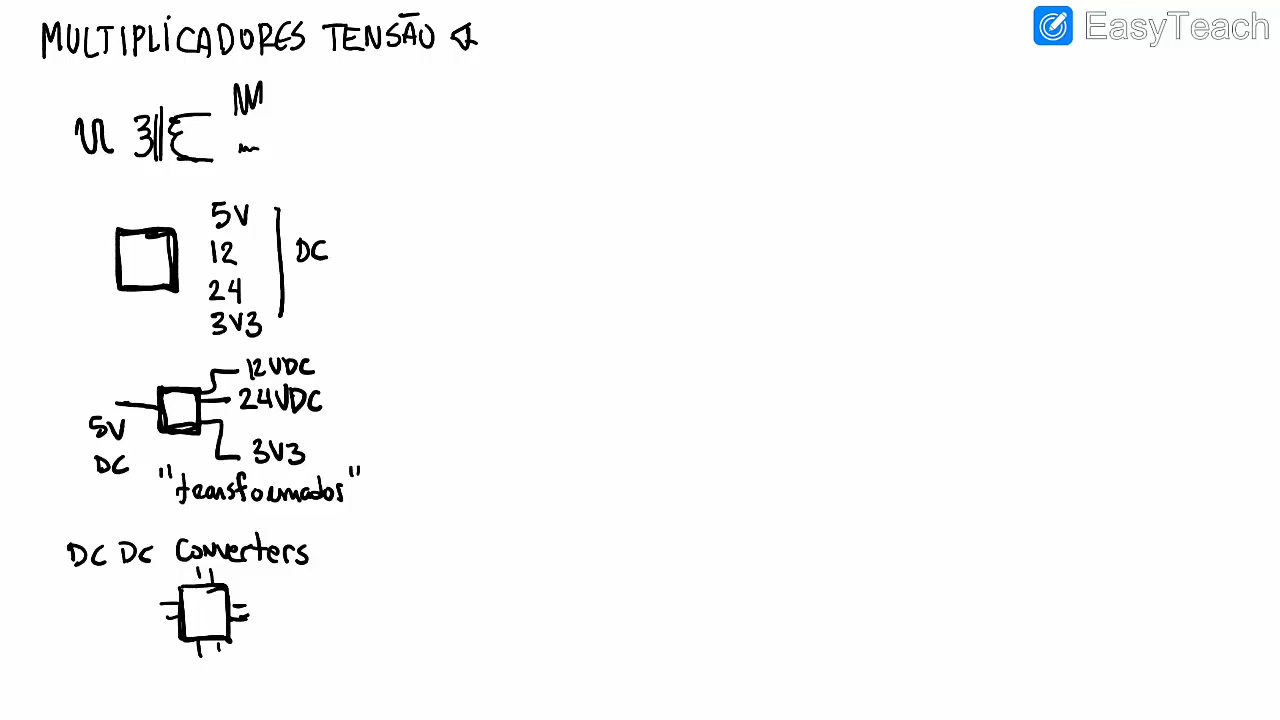 MULTIPLICADORES TENSÃO
EasyTeach
5V
12
24
3V3
DC
12VDC
24VDC
3V3
5V
DC
"transformados"
DC DC Converters